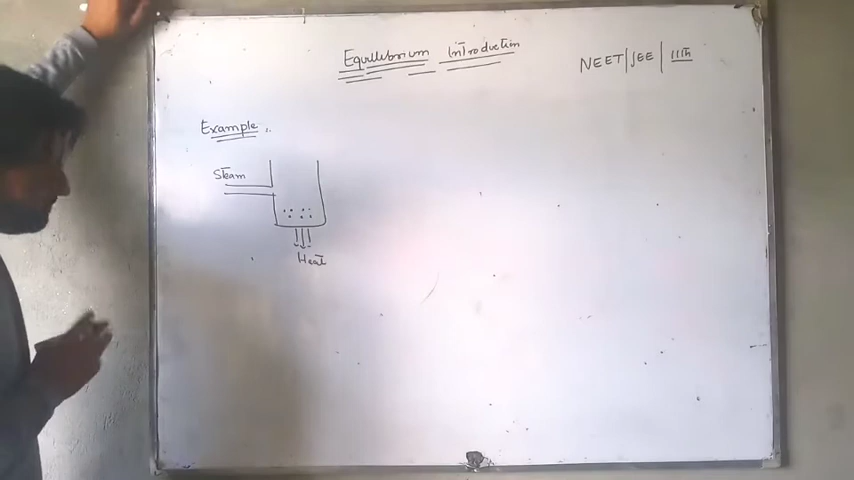 Equilibrium Introduction
NEET|JEE| 11th
Example :.
Steam
Heat